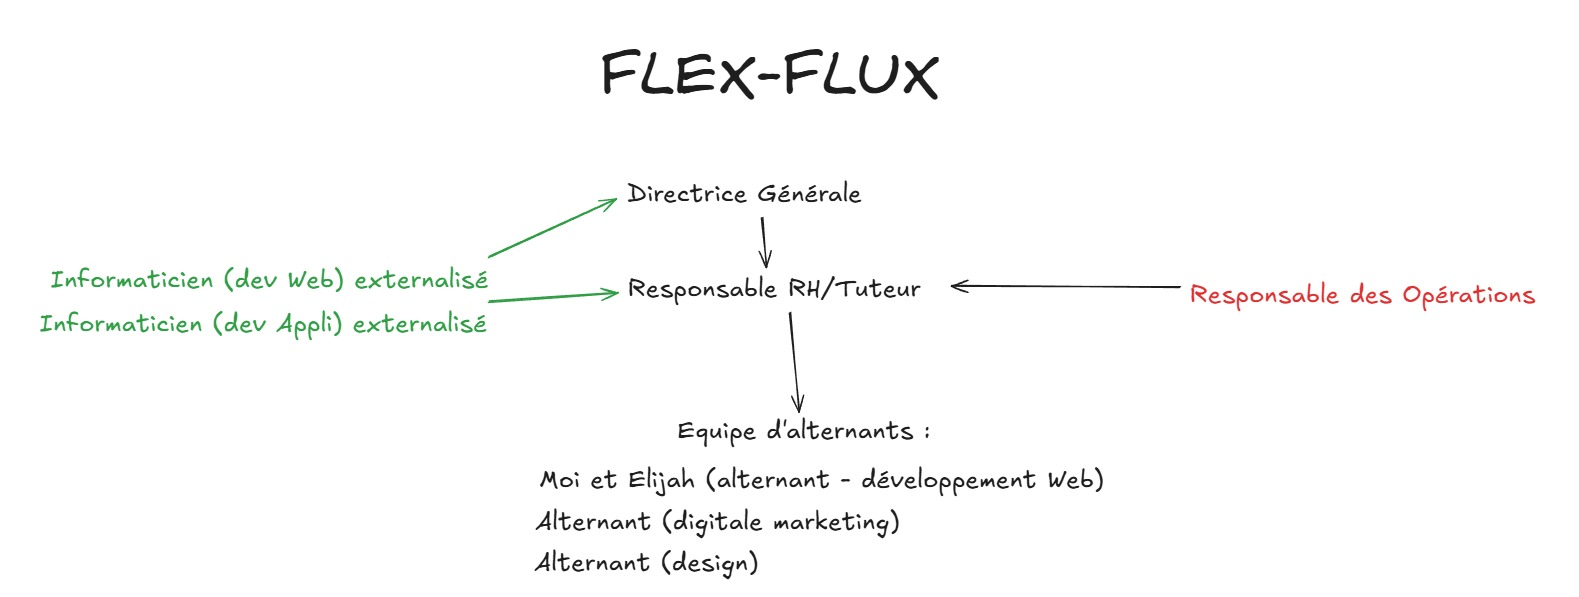 FLEX-FLUX
Directrice Générale
Informaticien (dev Web) externalisé
Informaticien (dev Appli) externalisé
Responsable RH/Tuteur
Responsable des Opérations
Equipe d'alternants :
Moi et Elijah (alternant - développement Web)
Alternant (digitale marketing)
Alternant (design)